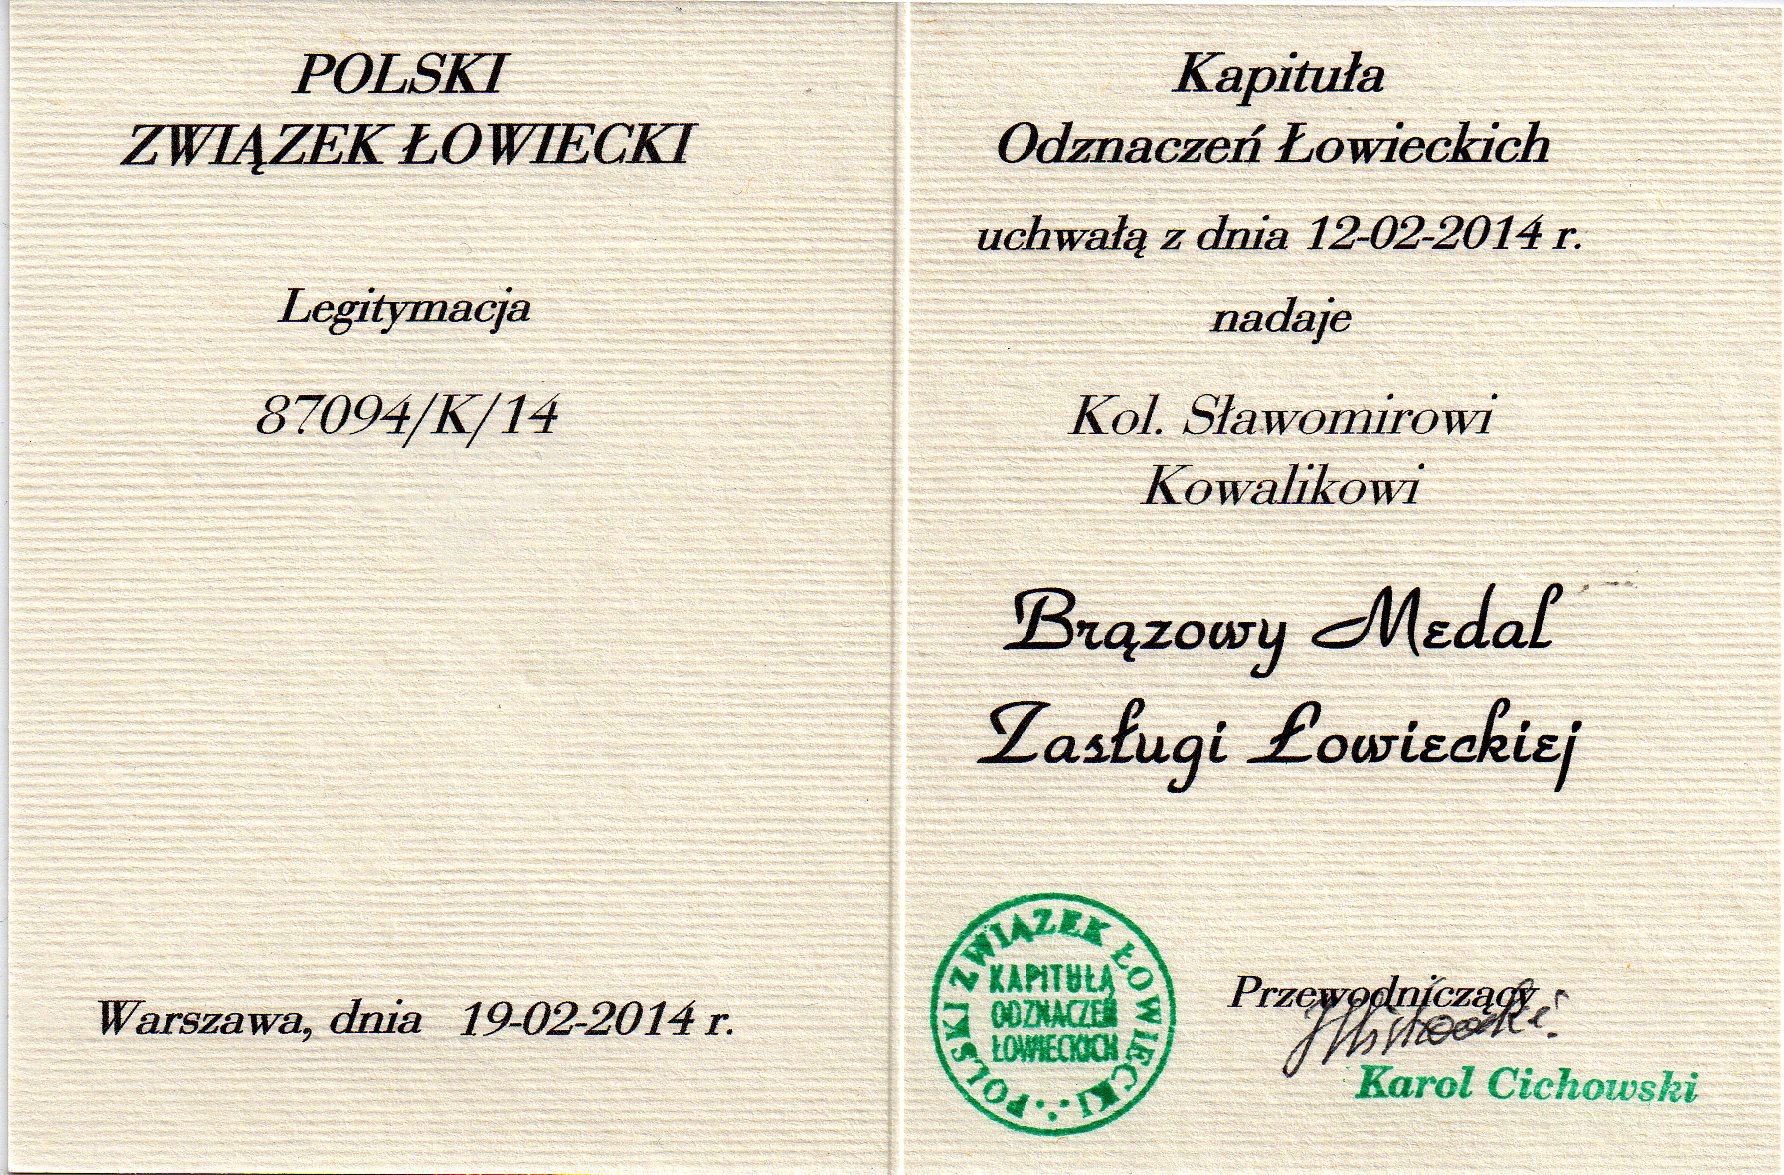 POLSKI
ZWIĄZEK ŁOWIECKI
Legitymacja
87094/K/14
Warszawa, dnia 19-02-2014 r.
Kapituła
Odznaczeń Łowieckich
uchwałą z dnia 12-02-2014 r.
nadaje
Kol. Sławomirowi
Kowalikowi
Brązowy Medal
Zasługi Łowieckiej
POLSKI ZWIĄZEK ŁOWIECKI
KAPITUŁA
ODZNACZEŃ
ŁOWIECKICH
Przewodniczący
Karol Cichowski